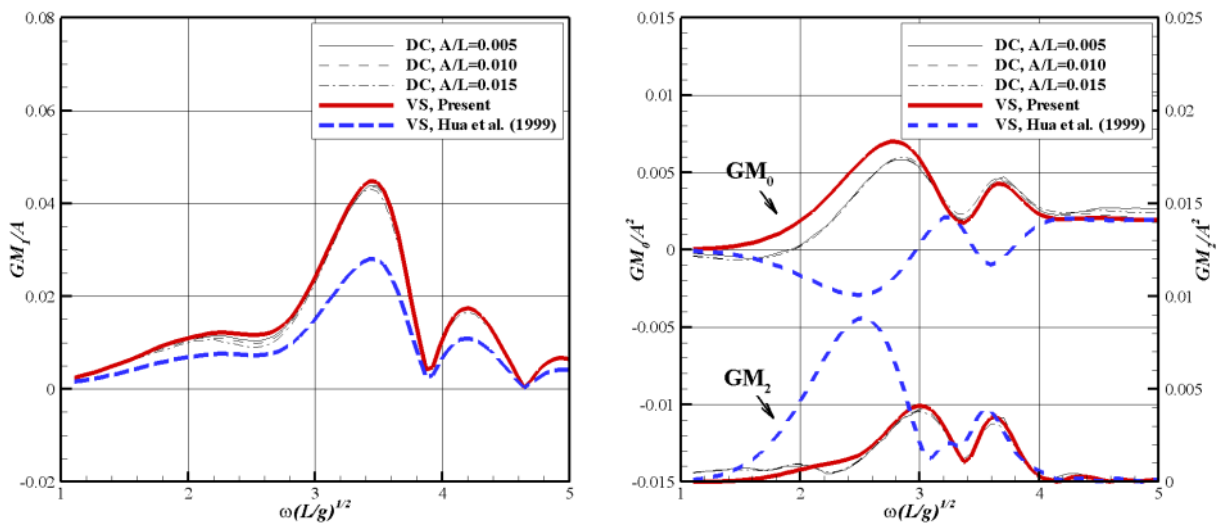 0.08
0.06
0.04
0.02
0
-0.02
GM₁/A
1
2
3
4
5
ω(L/g)^1/2
DC, A/L=0.005
DC, A/L=0.010
DC, A/L=0.015
VS, Present
VS, Hua et al. (1999)
0.015
0.01
0.005
0
-0.005
-0.01
-0.015
GM₀/A²
1
2
3
4
5
ω(L/g)^1/2
DC, A/L=0.005
DC, A/L=0.010
DC, A/L=0.015
VS, Present
VS, Hua et al. (1999)
GM₀
GM₂
0.025
0.02
0.015
0.01
0.005
0
GM₂/A²